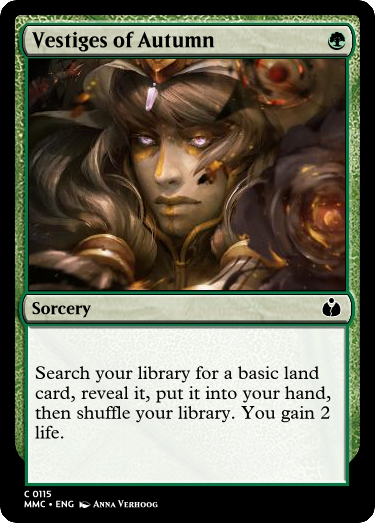 Vestiges of Autumn
Sorcery
Search your library for a basic land
card, reveal it, put it into your hand,
then shuffle your library. You gain 2
life.
C 0115
MMC • ENG Anna Verhoog